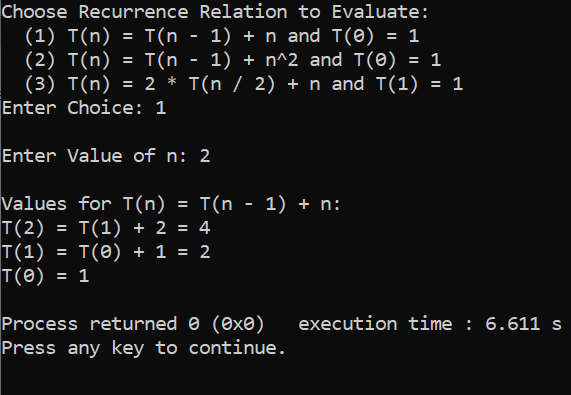 Choose Recurrence Relation to Evaluate:
  (1) T(n) = T(n - 1) + n and T(0) = 1
  (2) T(n) = T(n - 1) + n^2 and T(0) = 1
  (3) T(n) = 2 * T(n / 2) + n and T(1) = 1
Enter Choice: 1

Enter Value of n: 2

Values for T(n) = T(n - 1) + n:
T(2) = T(1) + 2 = 4
T(1) = T(0) + 1 = 2
T(0) = 1

Process returned 0 (0x0)   execution time : 6.611 s
Press any key to continue.